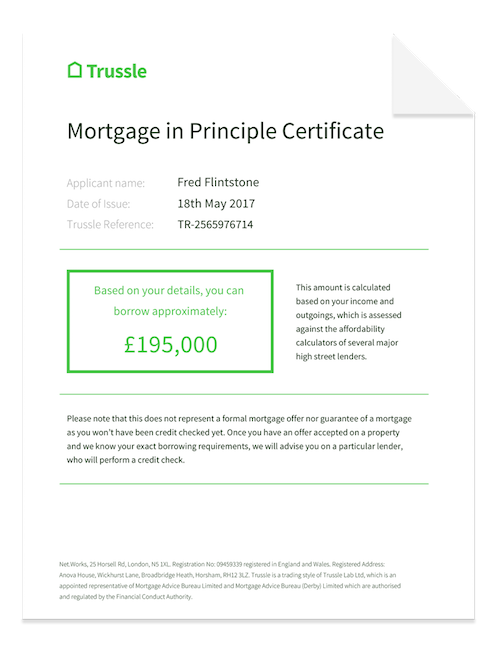 Trussle
Mortgage in Principle Certificate
Applicant name: Fred Flintstone
Date of Issue: 18th May 2017
Trussle Reference: TR-2565976714
Based on your details, you can
borrow approximately:
£195,000
This amount is calculated
based on your income and
outgoings, which is assessed
against the affordability
calculators of several major
high street lenders.
Please note that this does not represent a formal mortgage offer nor guarantee of a mortgage
as you won't have been credit checked yet. Once you have an offer accepted on a property
and we know your exact borrowing requirements, we will advise you on a particular lender,
who will perform a credit check.
Net.Works, 25 Horsell Rd, London, N5 1XL. Registration No: 09459339 registered in England and Wales. Registered Address:
Anova House, Wickhurst Lane, Broadbridge Heath, Horsham, RH12 3LZ. Trussle is a trading style of Trussle Lab Ltd, which is an
appointed representative of Mortgage Advice Bureau Limited and Mortgage Advice Bureau (Derby) Limited which are authorised
and regulated by the Financial Conduct Authority.